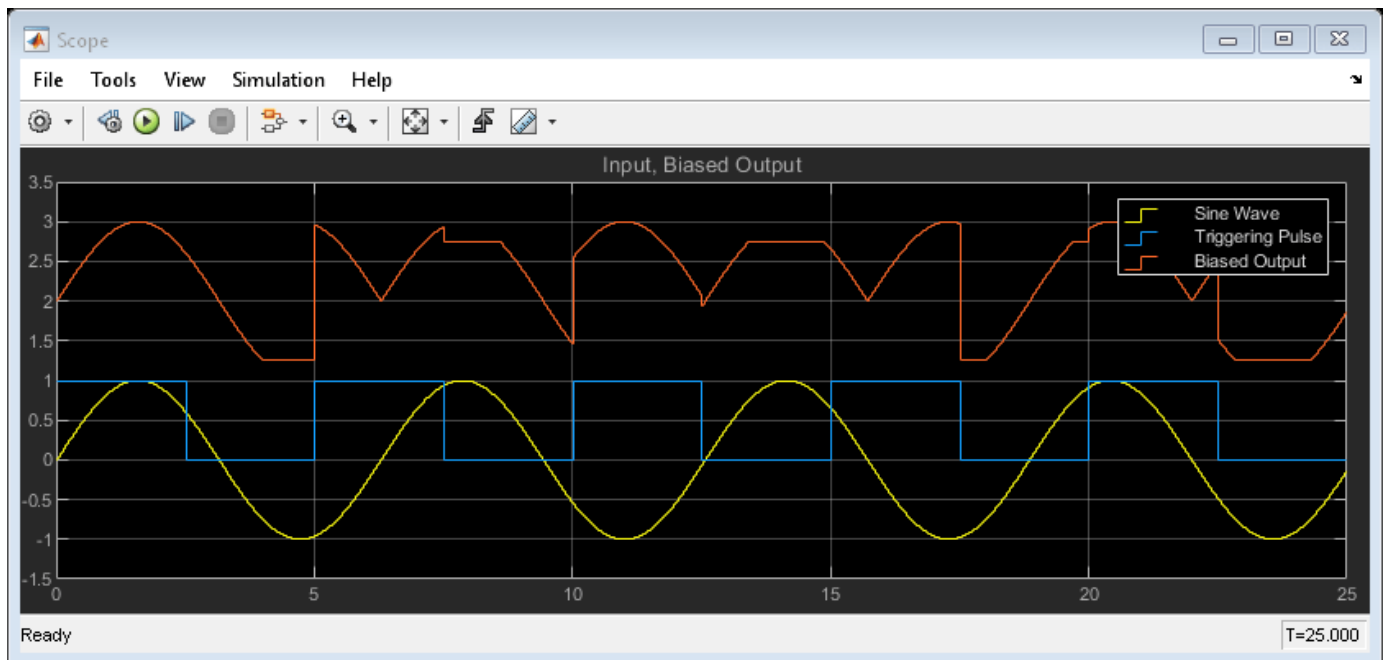 Scope
File Tools View Simulation Help
Input, Biased Output
3.5
3
2.5
2
1.5
1
0.5
0
-0.5
-1
-1.5
Sine Wave
Triggering Pulse
Biased Output
0 5 10 15 20 25
Ready T=25.000